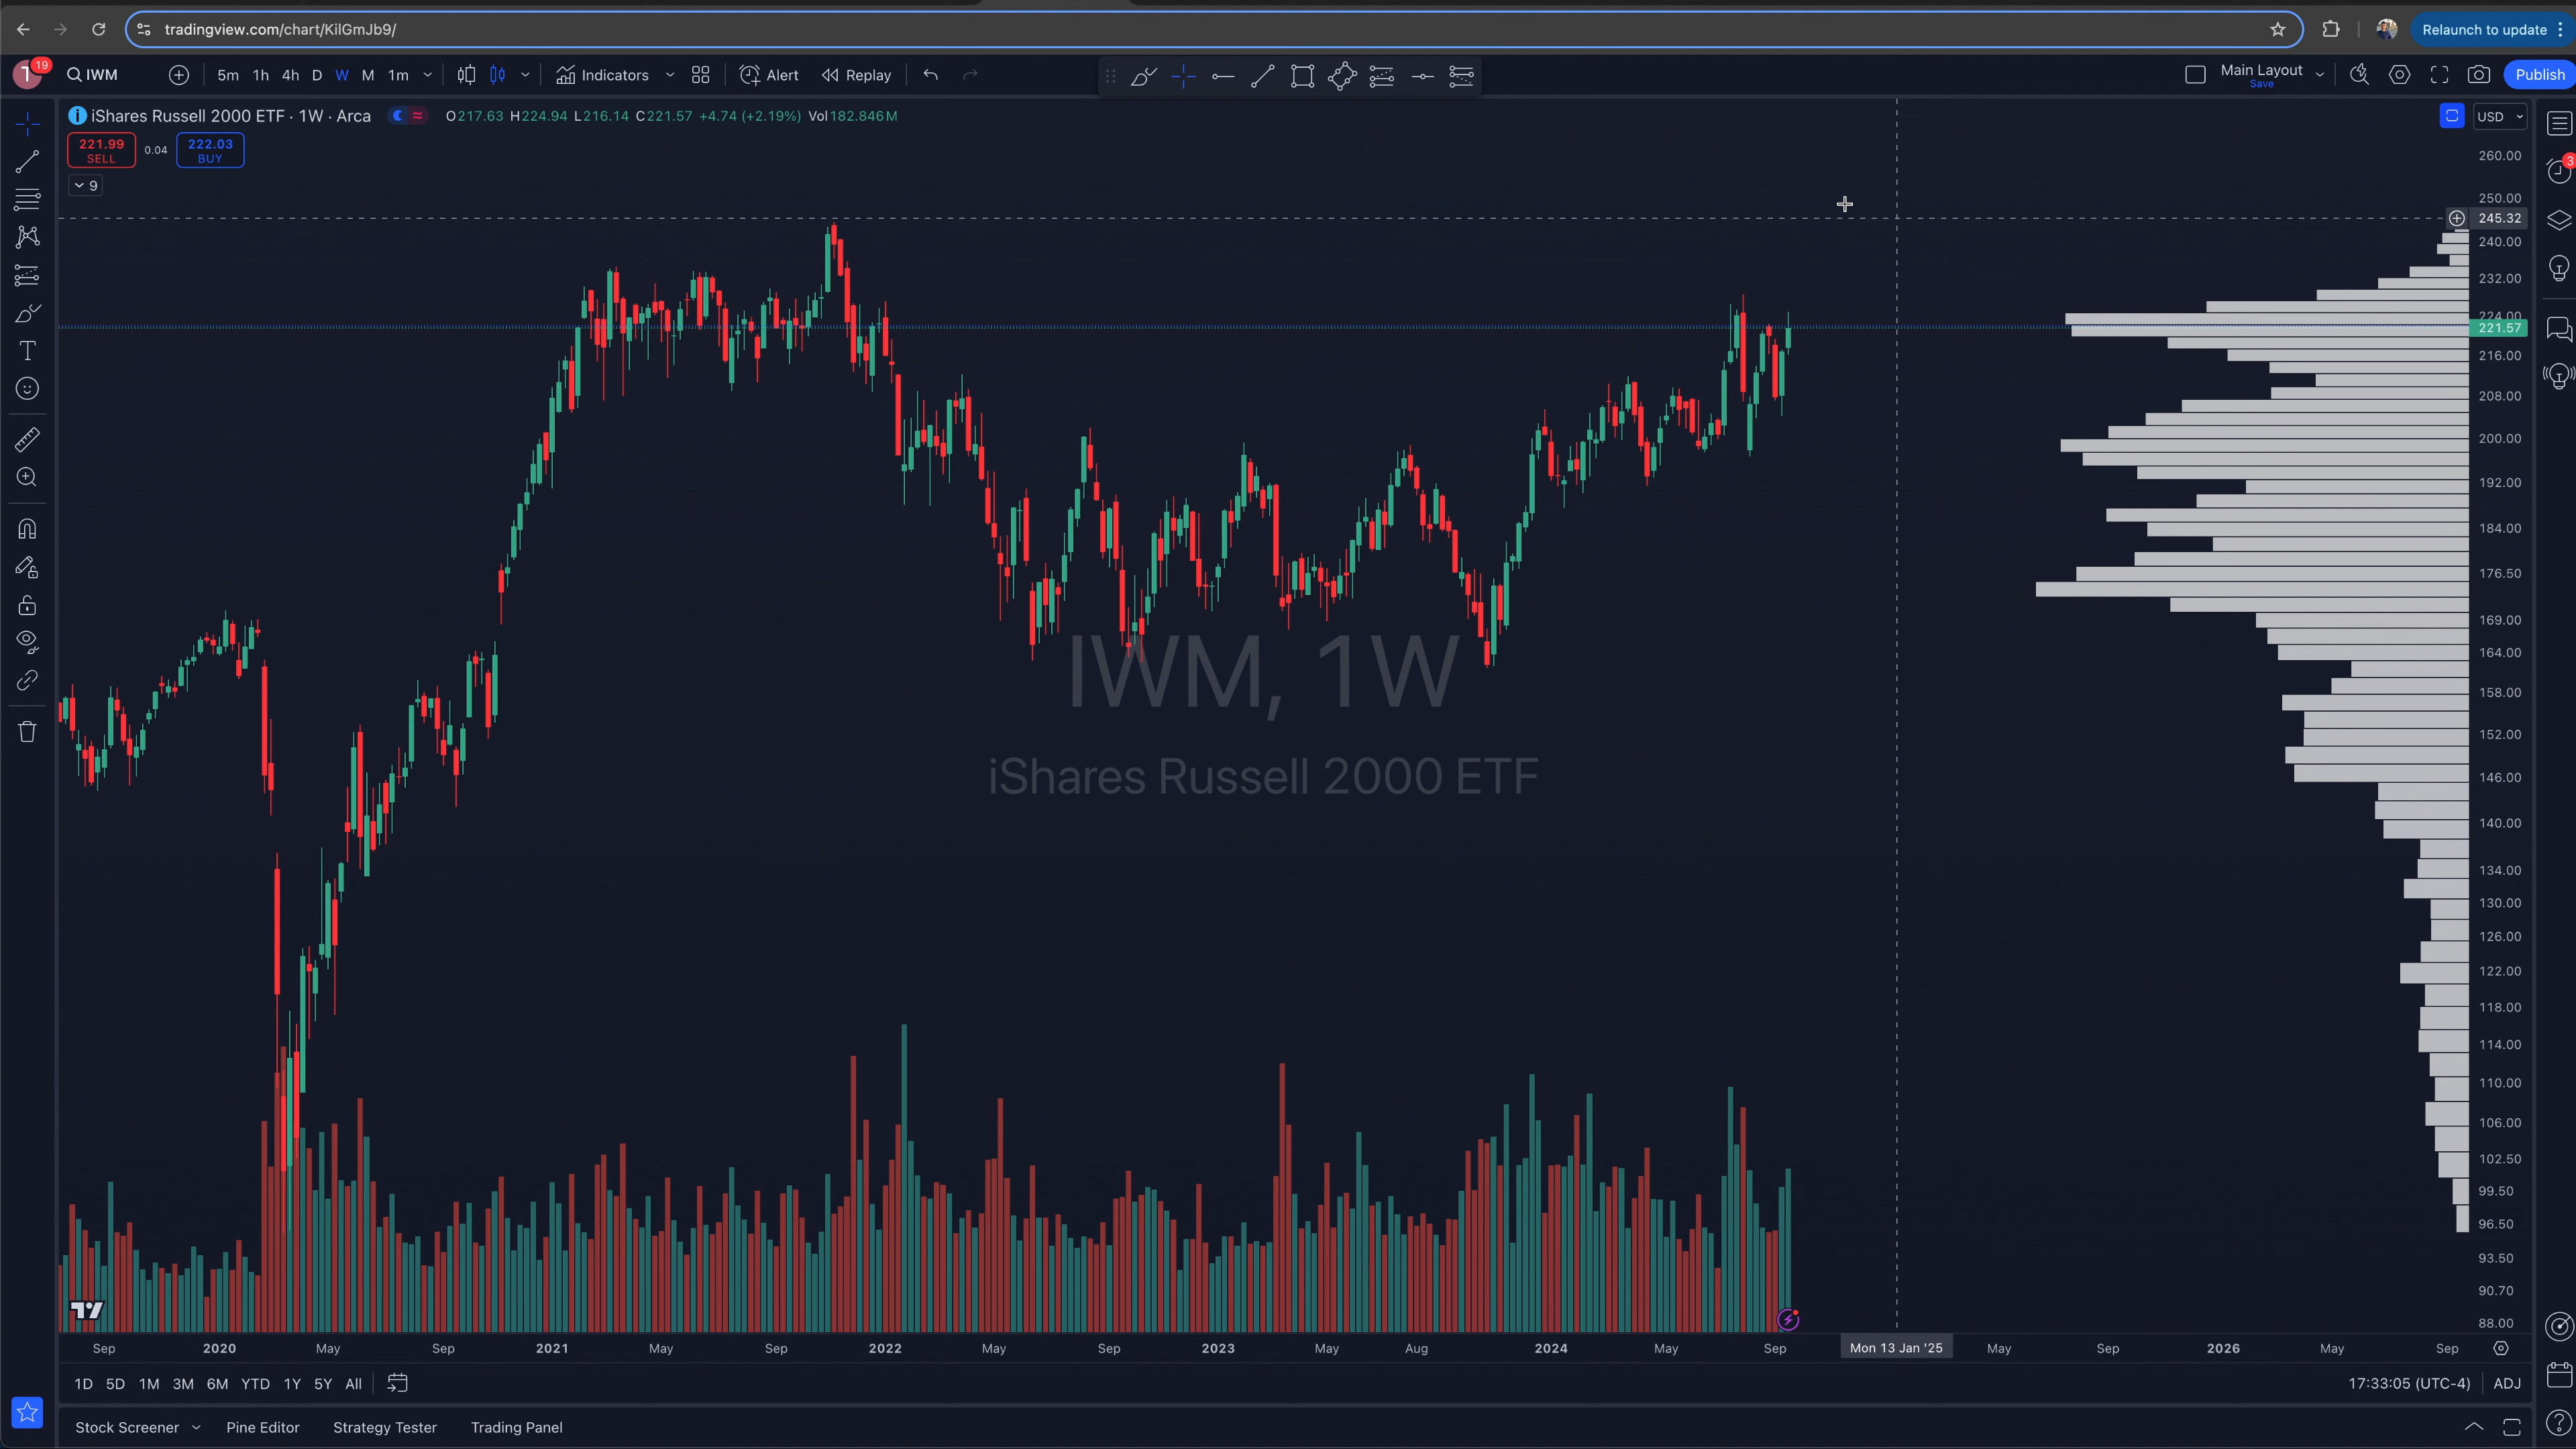 tradingview.com/chart/KilGmJb9/
Relaunch to update
19
IWM
5m 1h 4h D W M 1m
Indicators
Alert
Replay
Main Layout
Save
Publish
iShares Russell 2000 ETF · 1W · Arca
O217.63 H224.94 L216.14 C221.57 +4.74 (+2.19%) Vol182.846M
USD
221.99
SELL
0.04
222.03
BUY
9
3
260.00
250.00
245.32
240.00
232.00
224.00
221.57
216.00
208.00
200.00
192.00
184.00
176.50
169.00
164.00
158.00
152.00
146.00
140.00
134.00
130.00
126.00
122.00
118.00
114.00
110.00
106.00
102.50
99.50
96.50
93.50
90.70
88.00
IWM, 1W
iShares Russell 2000 ETF
Sep 2020 May Sep 2021 May Sep 2022 May Sep 2023 May Aug 2024 May Sep Mon 13 Jan '25 May Sep 2026 May Sep
1D 5D 1M 3M 6M YTD 1Y 5Y All
17:33:05 (UTC-4) ADJ
Stock Screener Pine Editor Strategy Tester Trading Panel